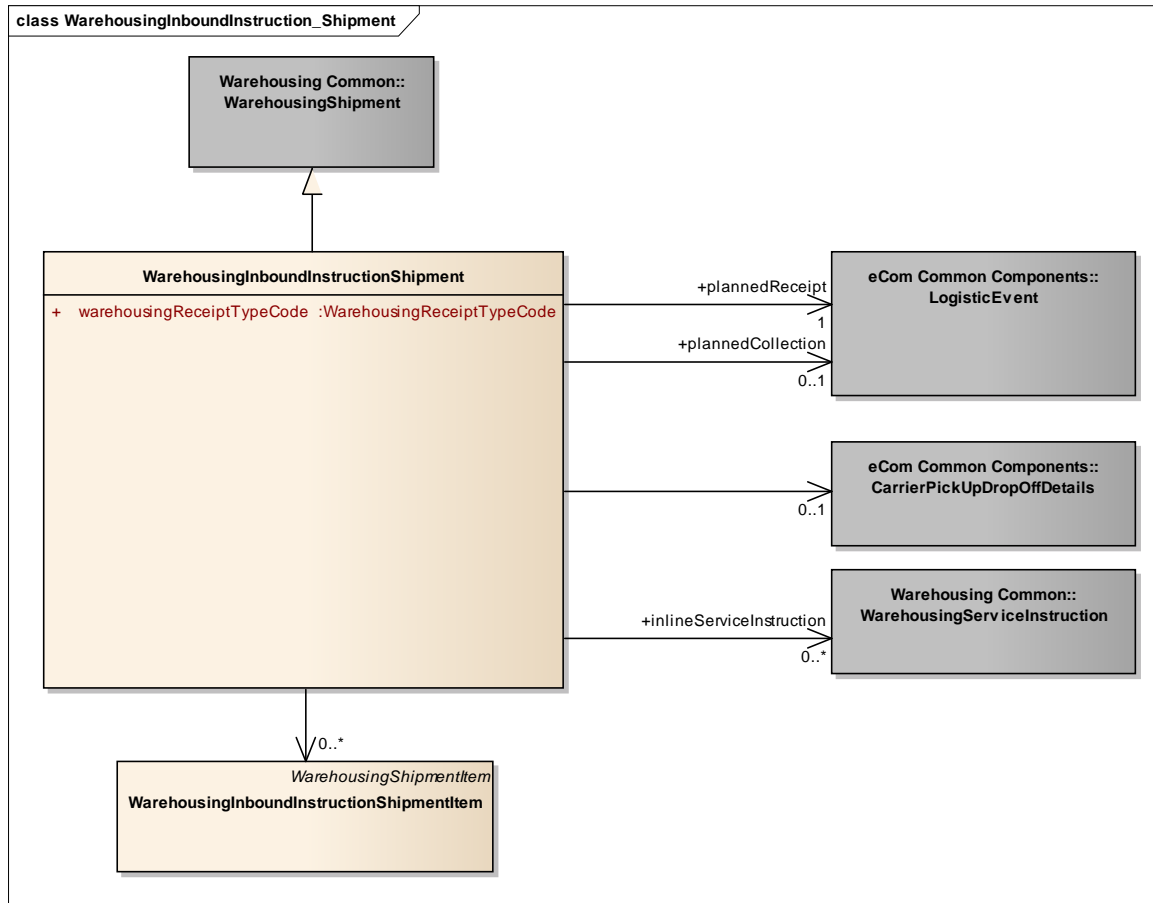 class WarehousingInboundInstruction_Shipment
Warehousing Common::
WarehousingShipment
WarehousingInboundInstructionShipment
+ warehousingReceiptTypeCode :WarehousingReceiptTypeCode
+plannedReceipt
1
+plannedCollection
0..1
eCom Common Components::
LogisticEvent
0..1
eCom Common Components::
CarrierPickUpDropOffDetails
+inlineServiceInstruction
0..*
Warehousing Common::
WarehousingServiceInstruction
0..*
WarehousingShipmentItem
WarehousingInboundInstructionShipmentItem